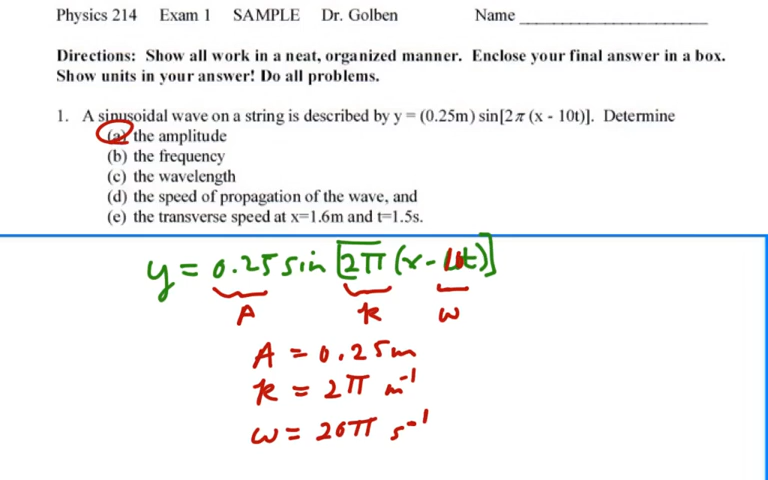 Physics 214 Exam 1 SAMPLE Dr. Golben Name ____________________
Directions: Show all work in a neat, organized manner. Enclose your final answer in a box.
Show units in your answer! Do all problems.
1. A sinusoidal wave on a string is described by y = (0.25m) sin[2π (x - 10t)]. Determine
(a) the amplitude
(b) the frequency
(c) the wavelength
(d) the speed of propagation of the wave, and
(e) the transverse speed at x=1.6m and t=1.5s.
y = 0.25 sin [2π (x - 10t)]
A k ω
A = 0.25m
k = 2π m⁻¹
ω = 20π s⁻¹